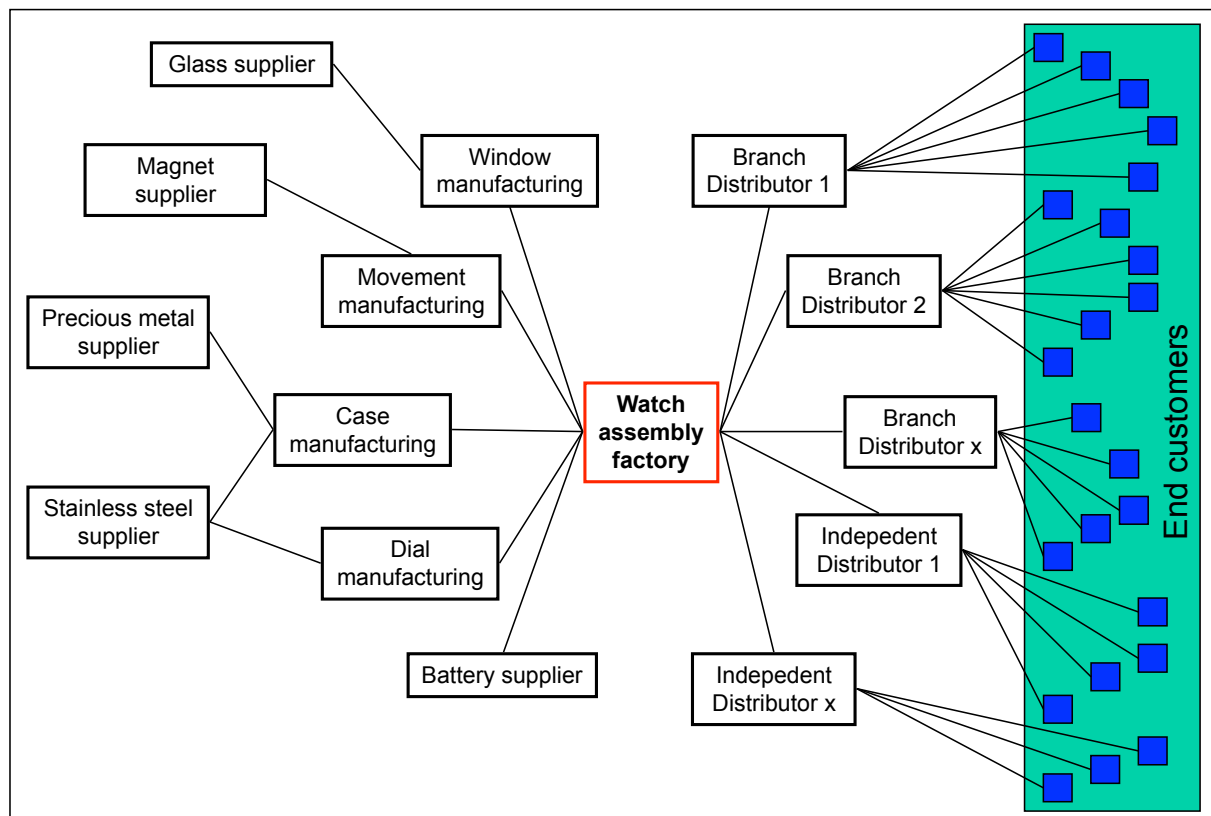 Glass supplier
Magnet
supplier
Window
manufacturing
Movement
manufacturing
Precious metal
supplier
Case
manufacturing
Stainless steel
supplier
Dial
manufacturing
Battery supplier
Watch
assembly
factory
Branch
Distributor 1
Branch
Distributor 2
Branch
Distributor x
Indepedent
Distributor 1
Indepedent
Distributor x
End customers